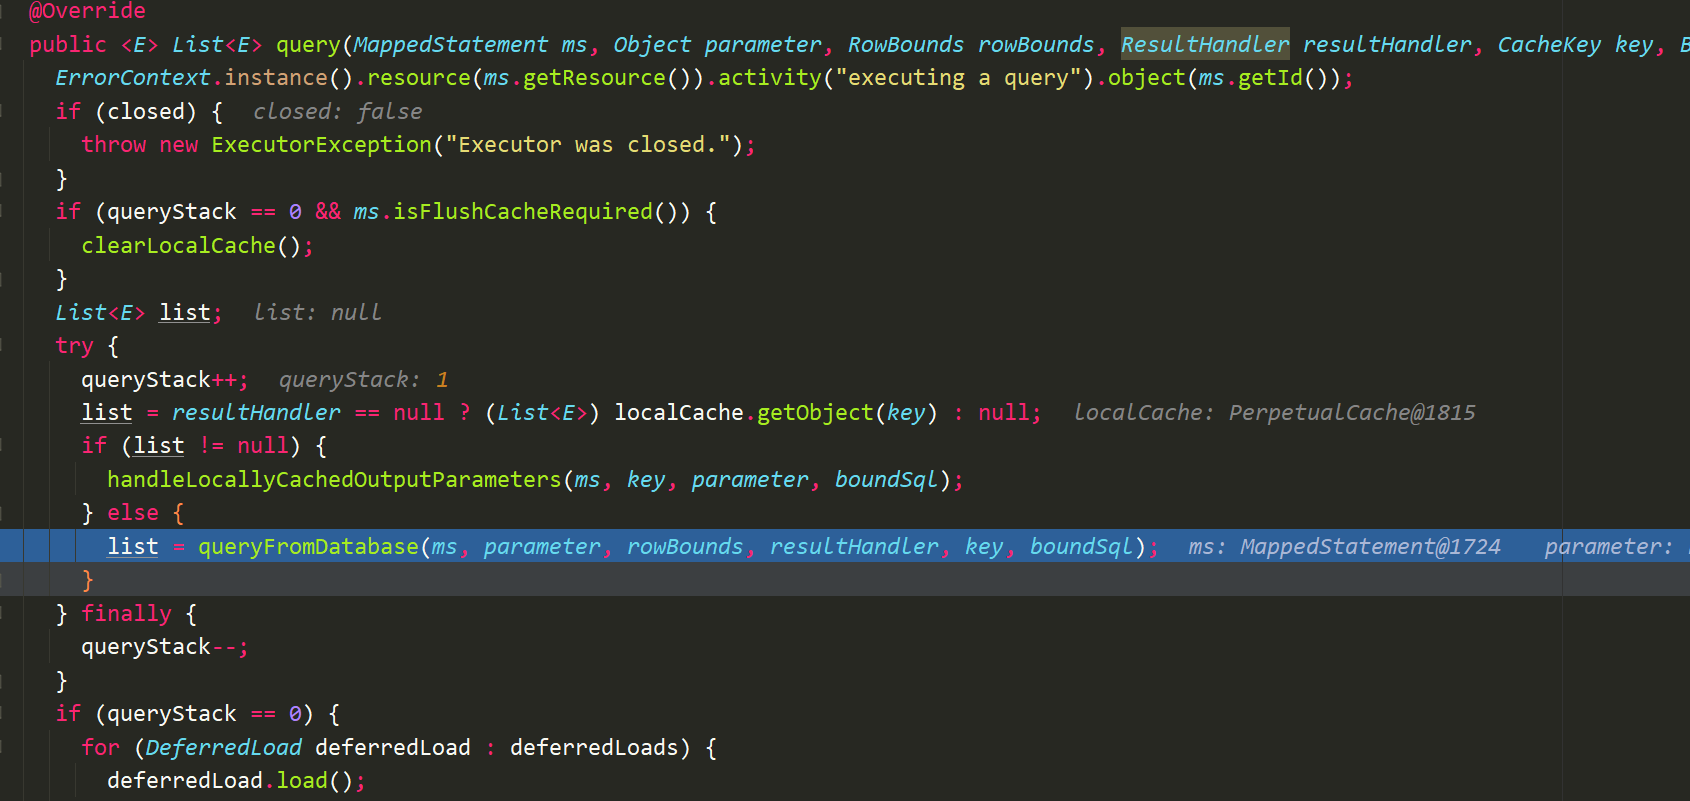 @Override
public <E> List<E> query(MappedStatement ms, Object parameter, RowBounds rowBounds, ResultHandler resultHandler, CacheKey key, B
ErrorContext.instance().resource(ms.getResource()).activity("executing a query").object(ms.getId());
if (closed) { closed: false
throw new ExecutorException("Executor was closed.");
}
if (queryStack == 0 && ms.isFlushCacheRequired()) {
clearLocalCache();
}
List<E> list; list: null
try {
queryStack++; queryStack: 1
list = resultHandler == null ? (List<E>) localCache.getObject(key) : null; localCache: PerpetualCache@1815
if (list != null) {
handleLocallyCachedOutputParameters(ms, key, parameter, boundSql);
} else {
list = queryFromDatabase(ms, parameter, rowBounds, resultHandler, key, boundSql); ms: MappedStatement@1724 parameter:
}
} finally {
queryStack--;
}
if (queryStack == 0) {
for (DeferredLoad deferredLoad : deferredLoads) {
deferredLoad.load();